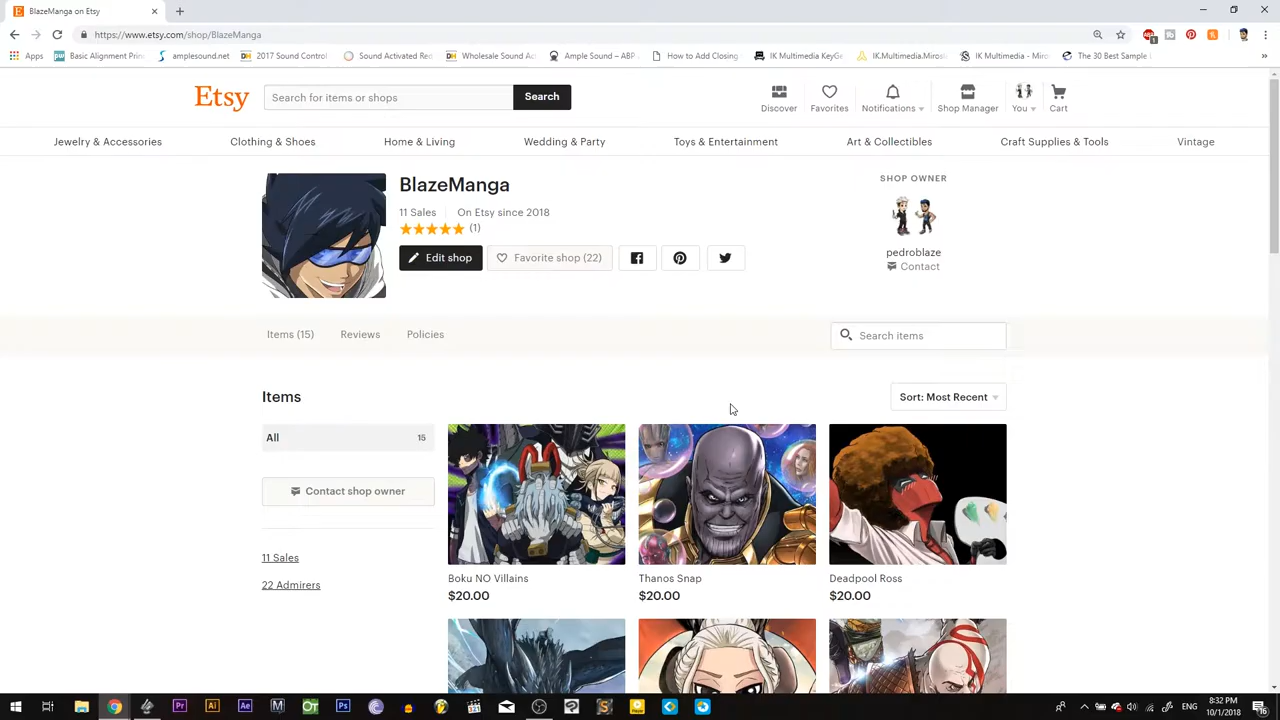 BlazeManga on Etsy
https://www.etsy.com/shop/BlazeManga
Apps Basic Alignment Prin amplesound.net 2017 Sound Control Sound Activated Red Wholesale Sound Ac Ample Sound – ABP How to Add Closing IK Multimedia KeyGe IK.Multimedia.Mirosl IK Multimedia - Miro The 30 Best Sample
Etsy
Search for items or shops
Search
Discover
Favorites
Notifications
Shop Manager
You
Cart
Jewelry & Accessories
Clothing & Shoes
Home & Living
Wedding & Party
Toys & Entertainment
Art & Collectibles
Craft Supplies & Tools
Vintage
BlazeManga
11 Sales On Etsy since 2018
(1)
Edit shop
Favorite shop (22)
SHOP OWNER
pedroblaze
Contact
Items (15)
Reviews
Policies
Search items
Items
Sort: Most Recent
All 15
Contact shop owner
11 Sales
22 Admirers
Boku NO Villains
$20.00
Thanos Snap
$20.00
Deadpool Ross
$20.00
ENG
8:32 PM
10/1/2018